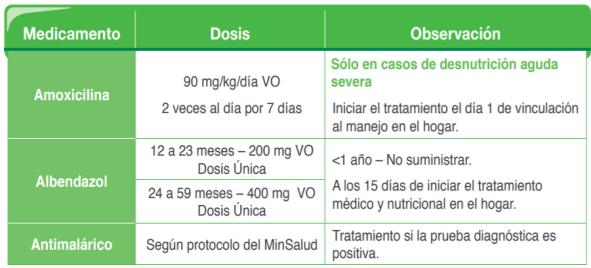 Medicamento Dosis Observación
Amoxicilina
90 mg/kg/día VO
2 veces al día por 7 días
Sólo en casos de desnutrición aguda
severa
Iniciar el tratamiento el día 1 de vinculación
al manejo en el hogar.
Albendazol
12 a 23 meses – 200 mg VO
Dosis Única
24 a 59 meses – 400 mg VO
Dosis Única
<1 año – No suministrar.
A los 15 días de iniciar el tratamiento
médico y nutricional en el hogar.
Antimalárico
Según protocolo del MinSalud
Tratamiento si la prueba diagnóstica es
positiva.